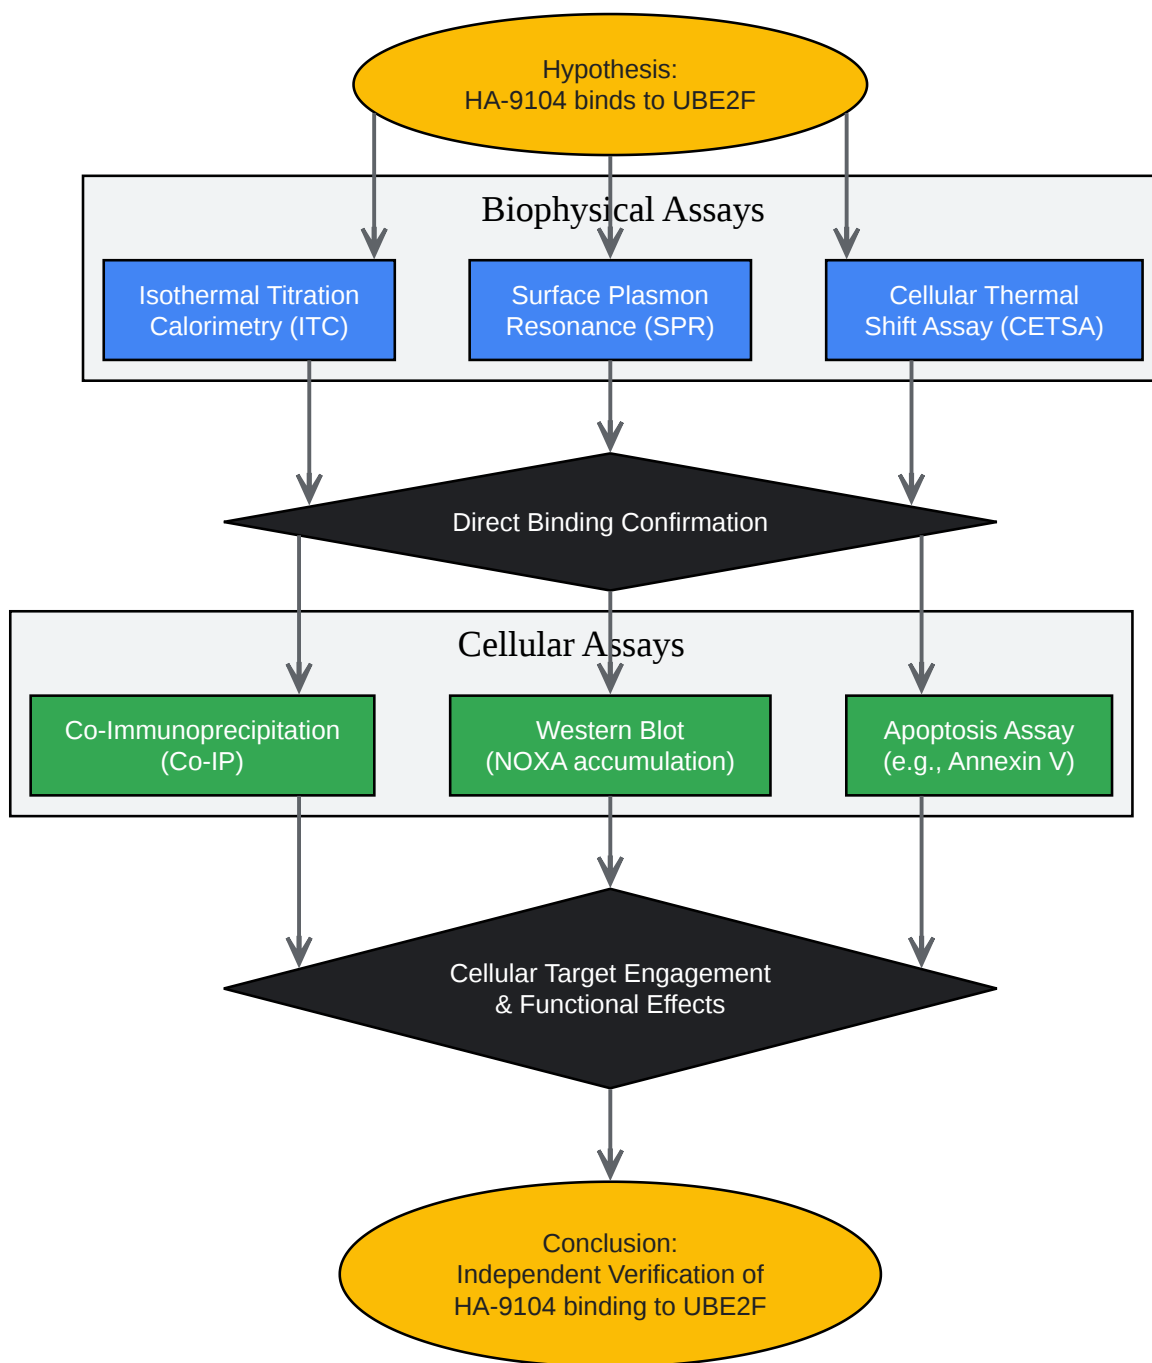 Hypothesis:
HA-9104 binds to UBE2F
Biophysical Assays
Isothermal Titration
Calorimetry (ITC)
Surface Plasmon
Resonance (SPR)
Cellular Thermal
Shift Assay (CETSA)
Direct Binding Confirmation
Cellular Assays
Co-Immunoprecipitation
(Co-IP)
Western Blot
(NOXA accumulation)
Apoptosis Assay
(e.g., Annexin V)
Cellular Target Engagement
& Functional Effects
Conclusion:
Independent Verification of
HA-9104 binding to UBE2F